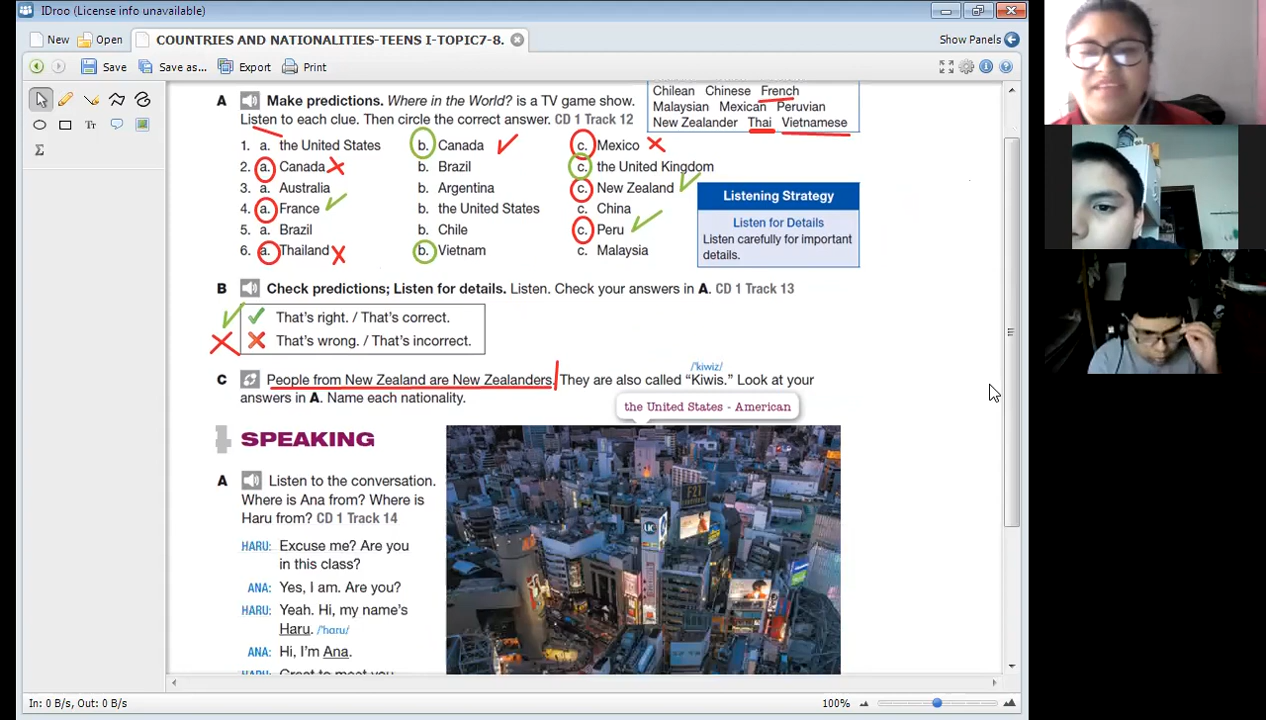 IDroo (License info unavailable)
New Open COUNTRIES AND NATIONALITIES-TEENS I-TOPIC7-8. Show Panels
Save Save as... Export Print
Tr
Σ
Chilean Chinese French
Malaysian Mexican Peruvian
New Zealander Thai Vietnamese
A Make predictions. Where in the World? is a TV game show.
Listen to each clue. Then circle the correct answer. CD 1 Track 12
1. a. the United States b. Canada c. Mexico
2. a. Canada b. Brazil c. the United Kingdom
3. a. Australia b. Argentina c. New Zealand
4. a. France b. the United States c. China
5. a. Brazil b. Chile c. Peru
6. a. Thailand b. Vietnam c. Malaysia
Listening Strategy
Listen for Details
Listen carefully for important
details.
B Check predictions; Listen for details. Listen. Check your answers in A. CD 1 Track 13
That's right. / That's correct.
That's wrong. / That's incorrect.
/ˈkiwiz/
C People from New Zealand are New Zealanders. They are also called “Kiwis.” Look at your
answers in A. Name each nationality.
the United States - American
SPEAKING
A Listen to the conversation.
Where is Ana from? Where is
Haru from? CD 1 Track 14
HARU: Excuse me? Are you
in this class?
ANA: Yes, I am. Are you?
HARU: Yeah. Hi, my name's
Haru. /ˈharu/
ANA: Hi, I'm Ana.
HARU: Great to meet you
F21
In: 0 B/s, Out: 0 B/s 100%